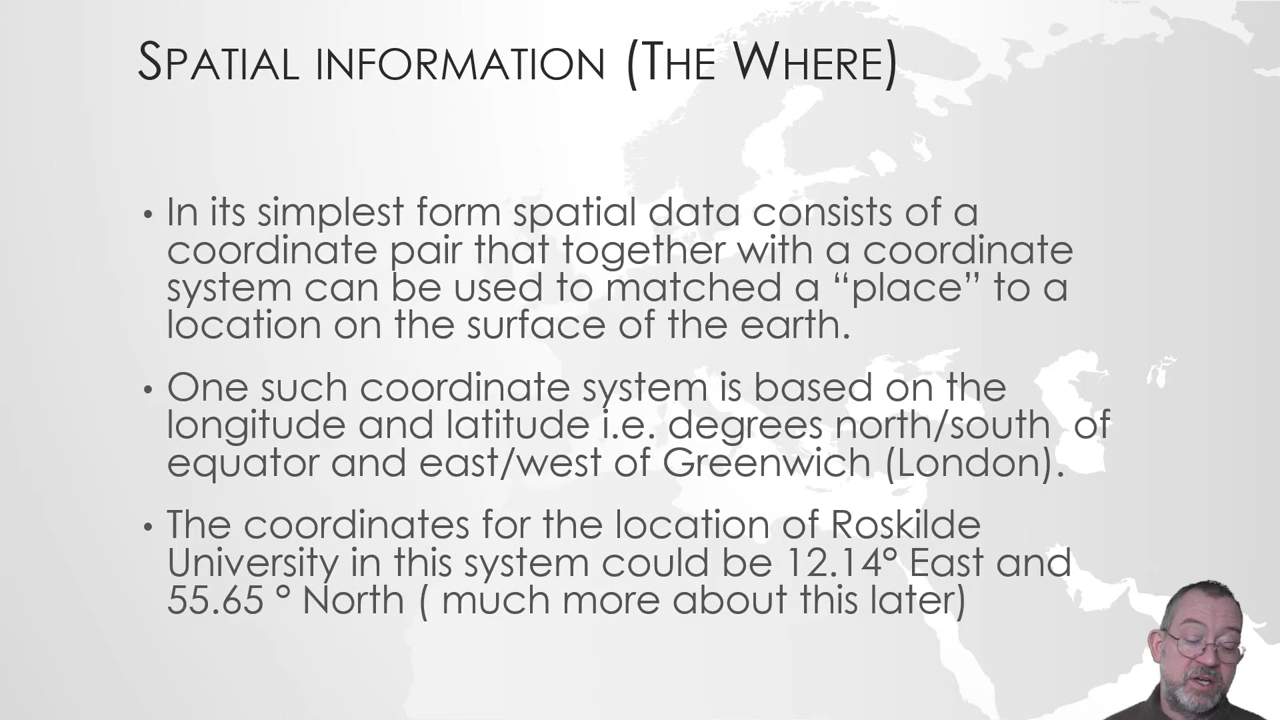 SPATIAL INFORMATION (THE WHERE)
• In its simplest form spatial data consists of a
coordinate pair that together with a coordinate
system can be used to matched a “place” to a
location on the surface of the earth.
• One such coordinate system is based on the
longitude and latitude i.e. degrees north/south of
equator and east/west of Greenwich (London).
• The coordinates for the location of Roskilde
University in this system could be 12.14° East and
55.65 ° North ( much more about this later)